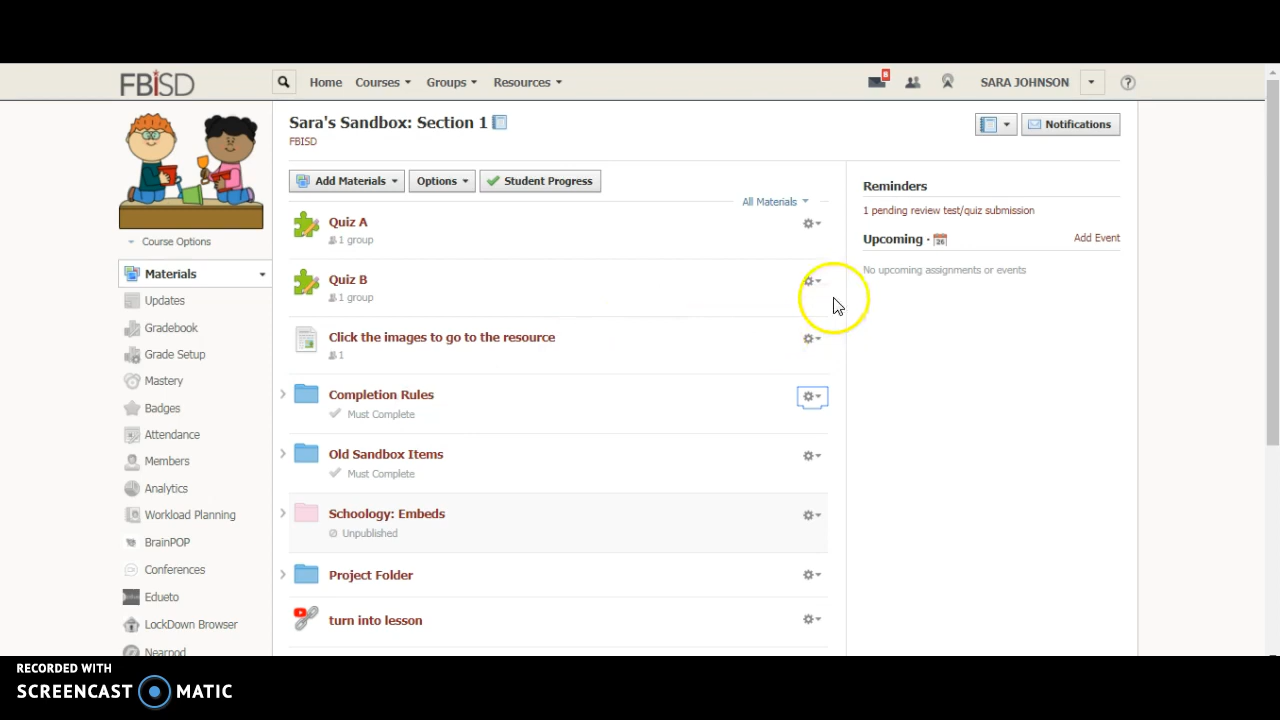 FBISD
Home
Courses
Groups
Resources
8
SARA JOHNSON
?
Sara's Sandbox: Section 1
FBISD
Notifications
Add Materials
Options
Student Progress
All Materials
Reminders
1 pending review test/quiz submission
Upcoming ·
26
Add Event
No upcoming assignments or events
Course Options
Materials
Updates
Gradebook
Grade Setup
Mastery
Badges
Attendance
Members
Analytics
Workload Planning
BrainPOP
Conferences
Edueto
LockDown Browser
Nearpod
Quiz A
1 group
Quiz B
1 group
Click the images to go to the resource
1
Completion Rules
Must Complete
Old Sandbox Items
Must Complete
Schoology: Embeds
Unpublished
Project Folder
turn into lesson
RECORDED WITH
SCREENCAST MATIC